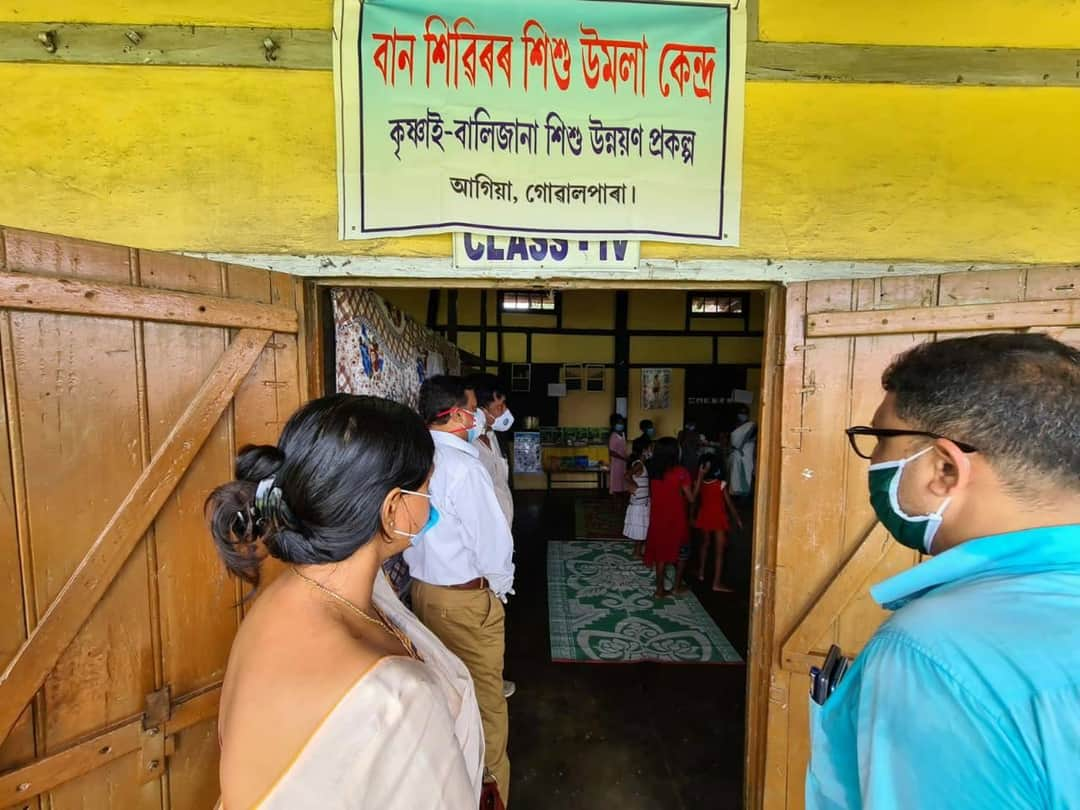 বান শিৱিৰৰ শিশু উমলা কেন্দ্ৰ
কৃষ্ণাই-বালিজানা শিশু উন্নয়ণ প্ৰকল্প
আগিয়া, গোৱালপাৰা।
CLASS - IV